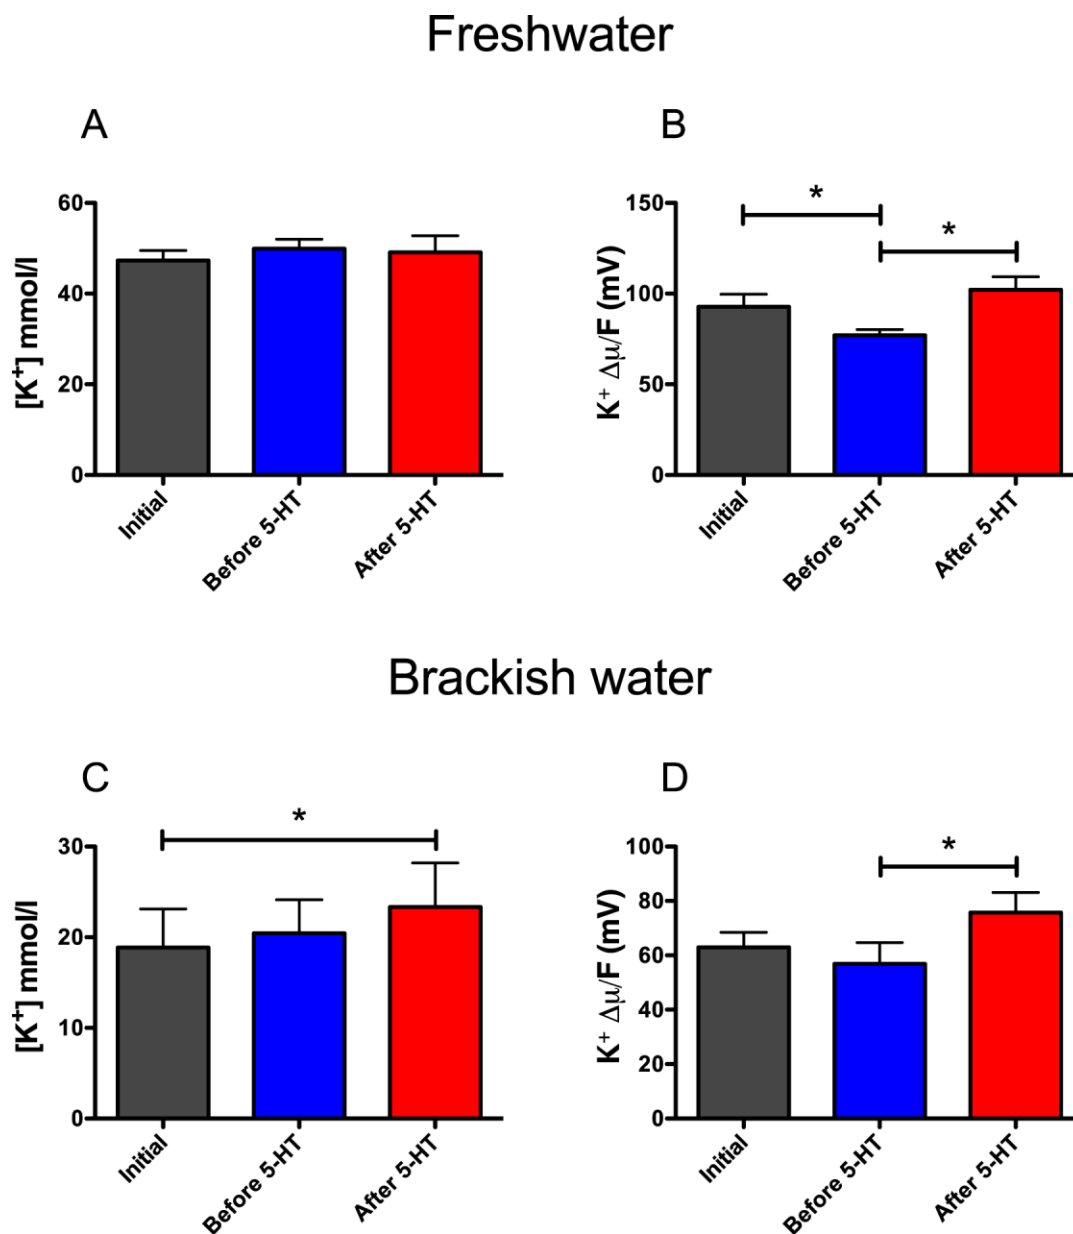 Freshwater
A
[K⁺] mmol/l
60
40
20
0
Initial
Before 5-HT
After 5-HT
B
K⁺ Δμ/F (mV)
150
100
50
0
*
*
Initial
Before 5-HT
After 5-HT
Brackish water
C
[K⁺] mmol/l
30
20
10
0
*
Initial
Before 5-HT
After 5-HT
D
K⁺ Δμ/F (mV)
100
80
60
40
20
0
*
Initial
Before 5-HT
After 5-HT